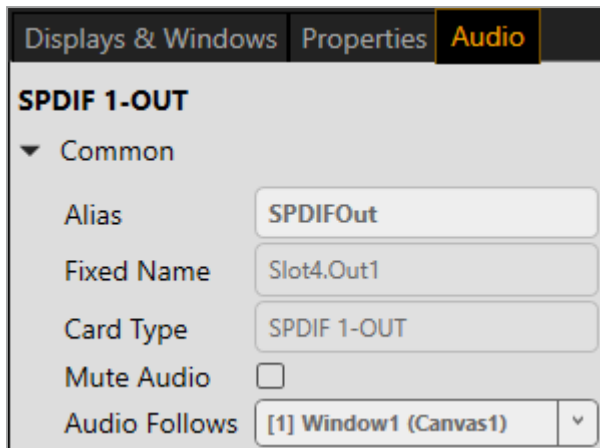 Displays & Windows Properties Audio
SPDIF 1-OUT
Common
Alias SPDIFOut
Fixed Name Slot4.Out1
Card Type SPDIF 1-OUT
Mute Audio
Audio Follows [1] Window1 (Canvas1)